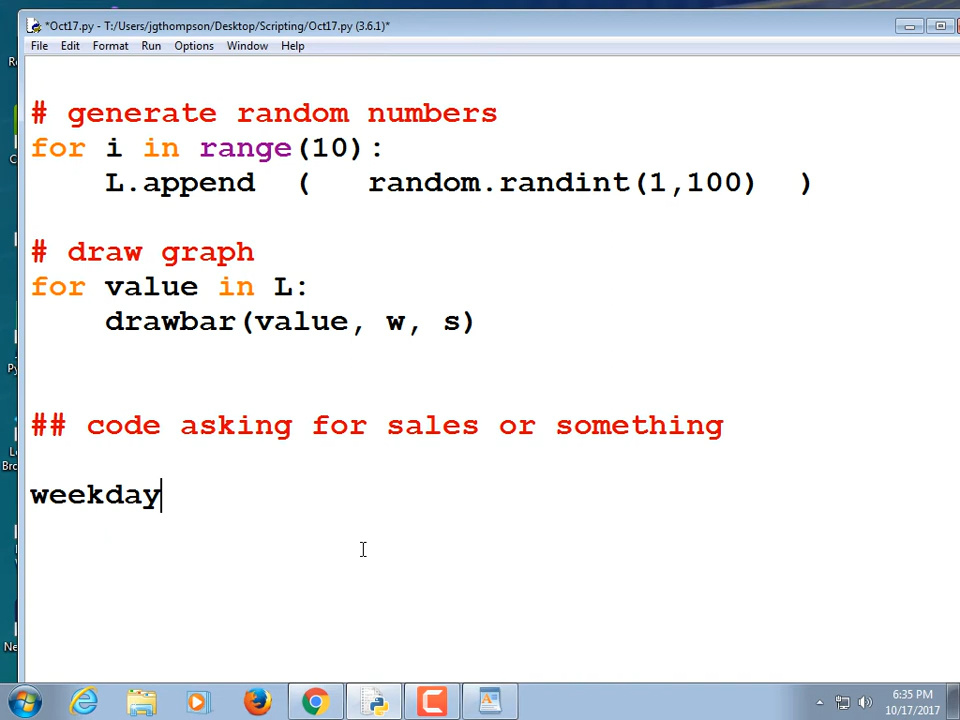 *Oct17.py - T:/Users/jgthompson/Desktop/Scripting/Oct17.py (3.6.1)*
File Edit Format Run Options Window Help
# generate random numbers
for i in range(10):
L.append ( random.randint(1,100) )
# draw graph
for value in L:
drawbar(value, w, s)
## code asking for sales or something
weekday
6:35 PM
10/17/2017